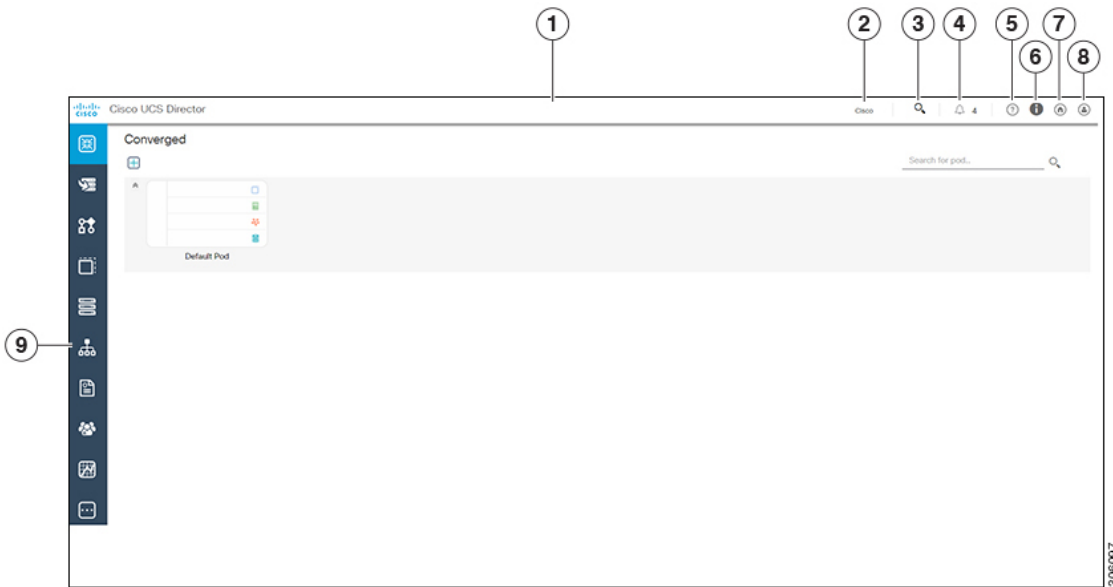 1
2
3
4
5
6
7
8
CISCO
Cisco UCS Director
Cisco
4
Converged
Search for pod...
Default Pod
9